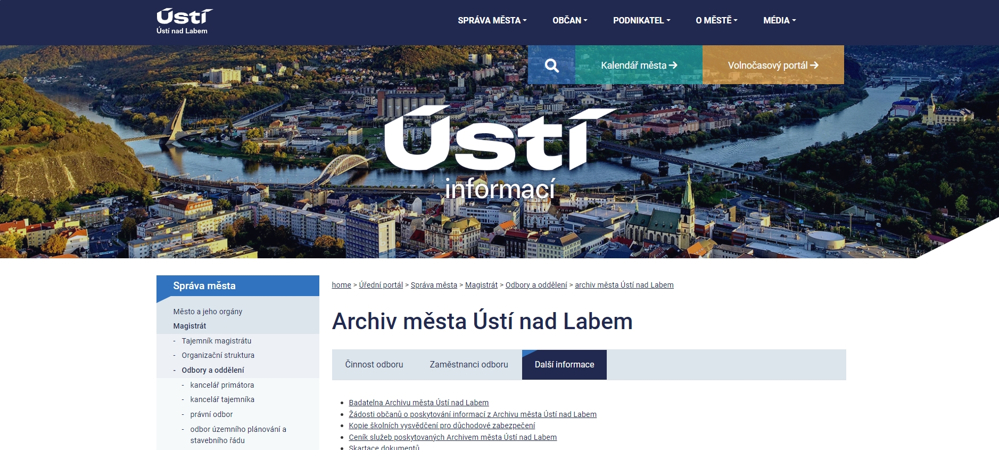 Ústí
Ústí nad Labem
SPRÁVA MĚSTA
OBČAN
PODNIKATEL
O MĚSTĚ
MÉDIA
Kalendář města
Volnočasový portál
Ústí
informací
Správa města
Město a jeho orgány
Magistrát
- Tajemník magistrátu
- Organizační struktura
- Odbory a oddělení
- kancelář primátora
- kancelář tajemníka
- právní odbor
- odbor územního plánování a
stavebního řádu
home > Úřední portál > Správa města > Magistrát > Odbory a oddělení > archiv města Ústí nad Labem
Archiv města Ústí nad Labem
Činnost odboru
Zaměstnanci odboru
Další informace
• Badatelna Archivu města Ústí nad Labem
• Žádosti občanů o poskytování informací z Archivu města Ústí nad Labem
• Kopie školních vysvědčení pro důchodové zabezpečení
• Ceník služeb poskytovaných Archivem města Ústí nad Labem
• Skartace dokumentů